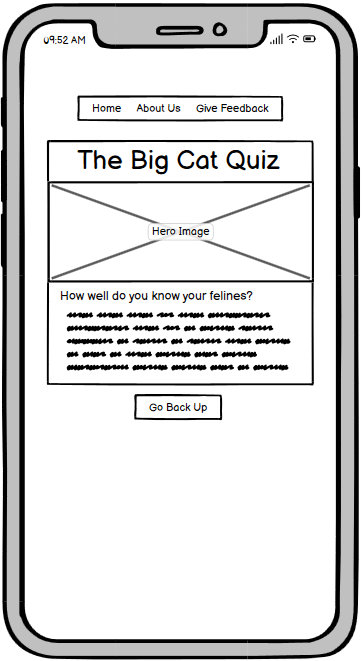 09:52 AM
Home About Us Give Feedback
The Big Cat Quiz
Hero Image
How well do you know your felines?
Go Back Up